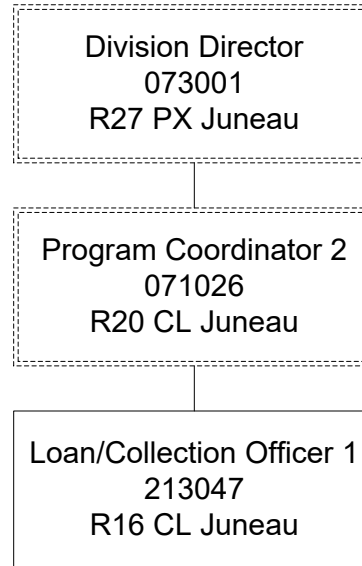 Division Director
073001
R27 PX Juneau
Program Coordinator 2
071026
R20 CL Juneau
Loan/Collection Officer 1
213047
R16 CL Juneau